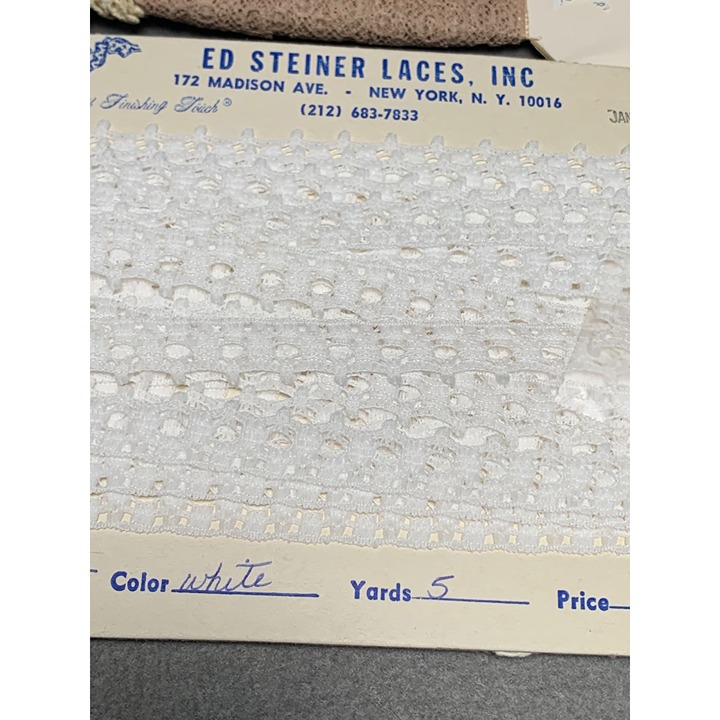 ED STEINER LACES, INC
172 MADISON AVE. - NEW YORK, N. Y. 10016
Finishing Touch®
(212) 683-7833
JAN
Color white Yards 5 Price